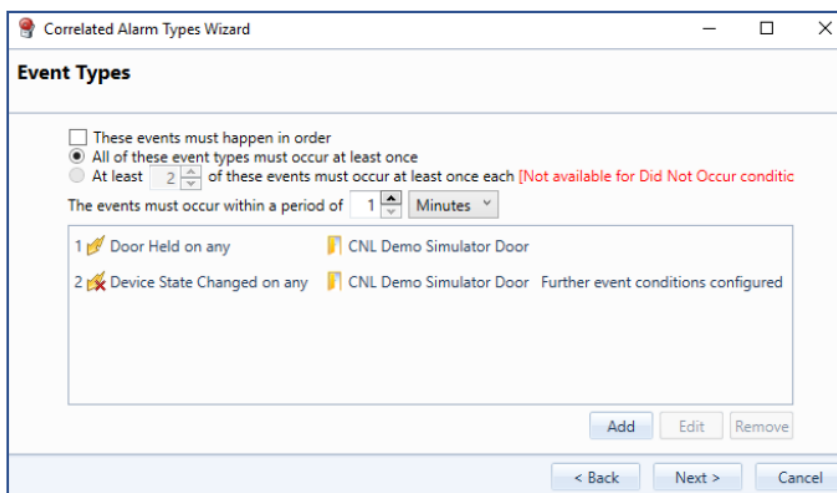 Correlated Alarm Types Wizard
Event Types
These events must happen in order
All of these event types must occur at least once
At least 2 of these events must occur at least once each [Not available for Did Not Occur conditic
The events must occur within a period of 1 Minutes
1 Door Held on any CNL Demo Simulator Door
2 Device State Changed on any CNL Demo Simulator Door Further event conditions configured
Add Edit Remove
< Back Next > Cancel